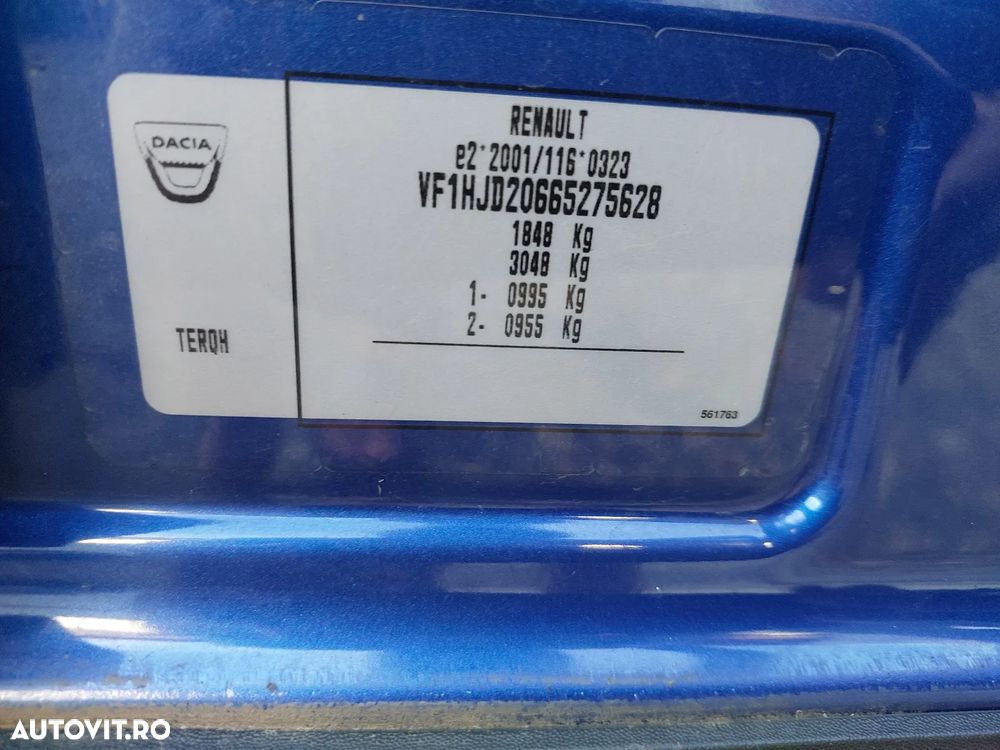 DACIA
RENAULT
e2*2001/116*0323
VF1HJD20665275628
1848 Kg
3048 Kg
1- 0995 Kg
2- 0955 Kg
TERQH
561763
AUTOVIT.RO